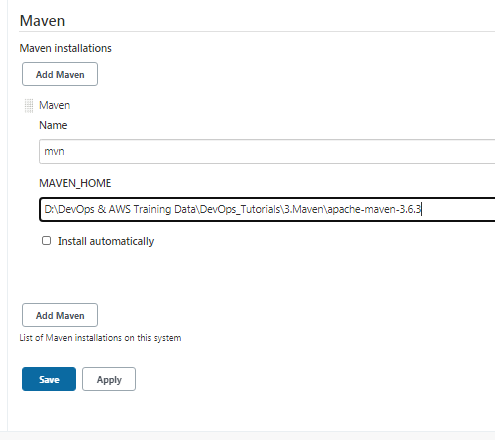 Maven
Maven installations
Add Maven
Maven
Name
mvn
MAVEN_HOME
D:\DevOps & AWS Training Data\DevOps_Tutorials\3.Maven\apache-maven-3.6.3
Install automatically
Add Maven
List of Maven installations on this system
Save Apply